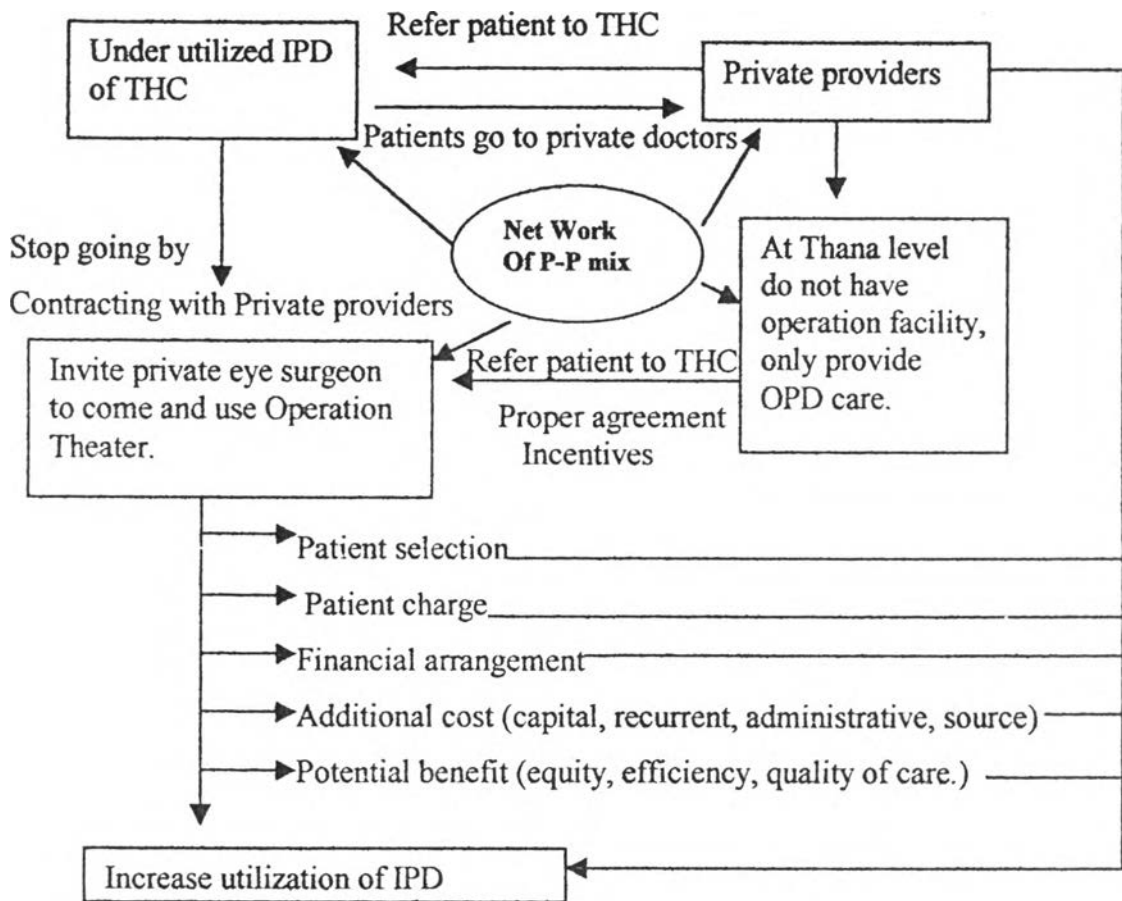 Refer patient to THC
Under utilized IPD
of THC
Private providers
Patients go to private doctors
Net Work
Of P-P mix
At Thana level
do not have
operation facility,
only provide
OPD care.
Stop going by
Contracting with Private providers
Invite private eye surgeon
to come and use Operation
Theater.
Refer patient to THC
Proper agreement
Incentives
Patient selection
Patient charge
Financial arrangement
Additional cost (capital, recurrent, administrative, source)
Potential benefit (equity, efficiency, quality of care.)
Increase utilization of IPD